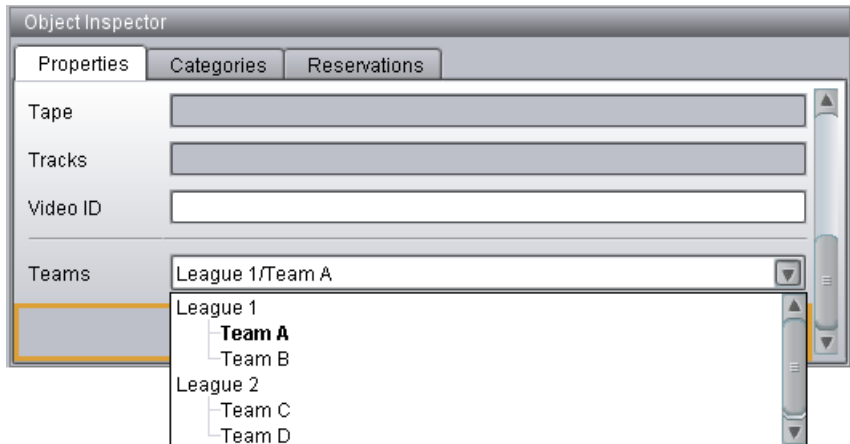 Object Inspector
Properties Categories Reservations
Tape
Tracks
Video ID
Teams League 1/Team A
League 1
Team A
Team B
League 2
Team C
Team D